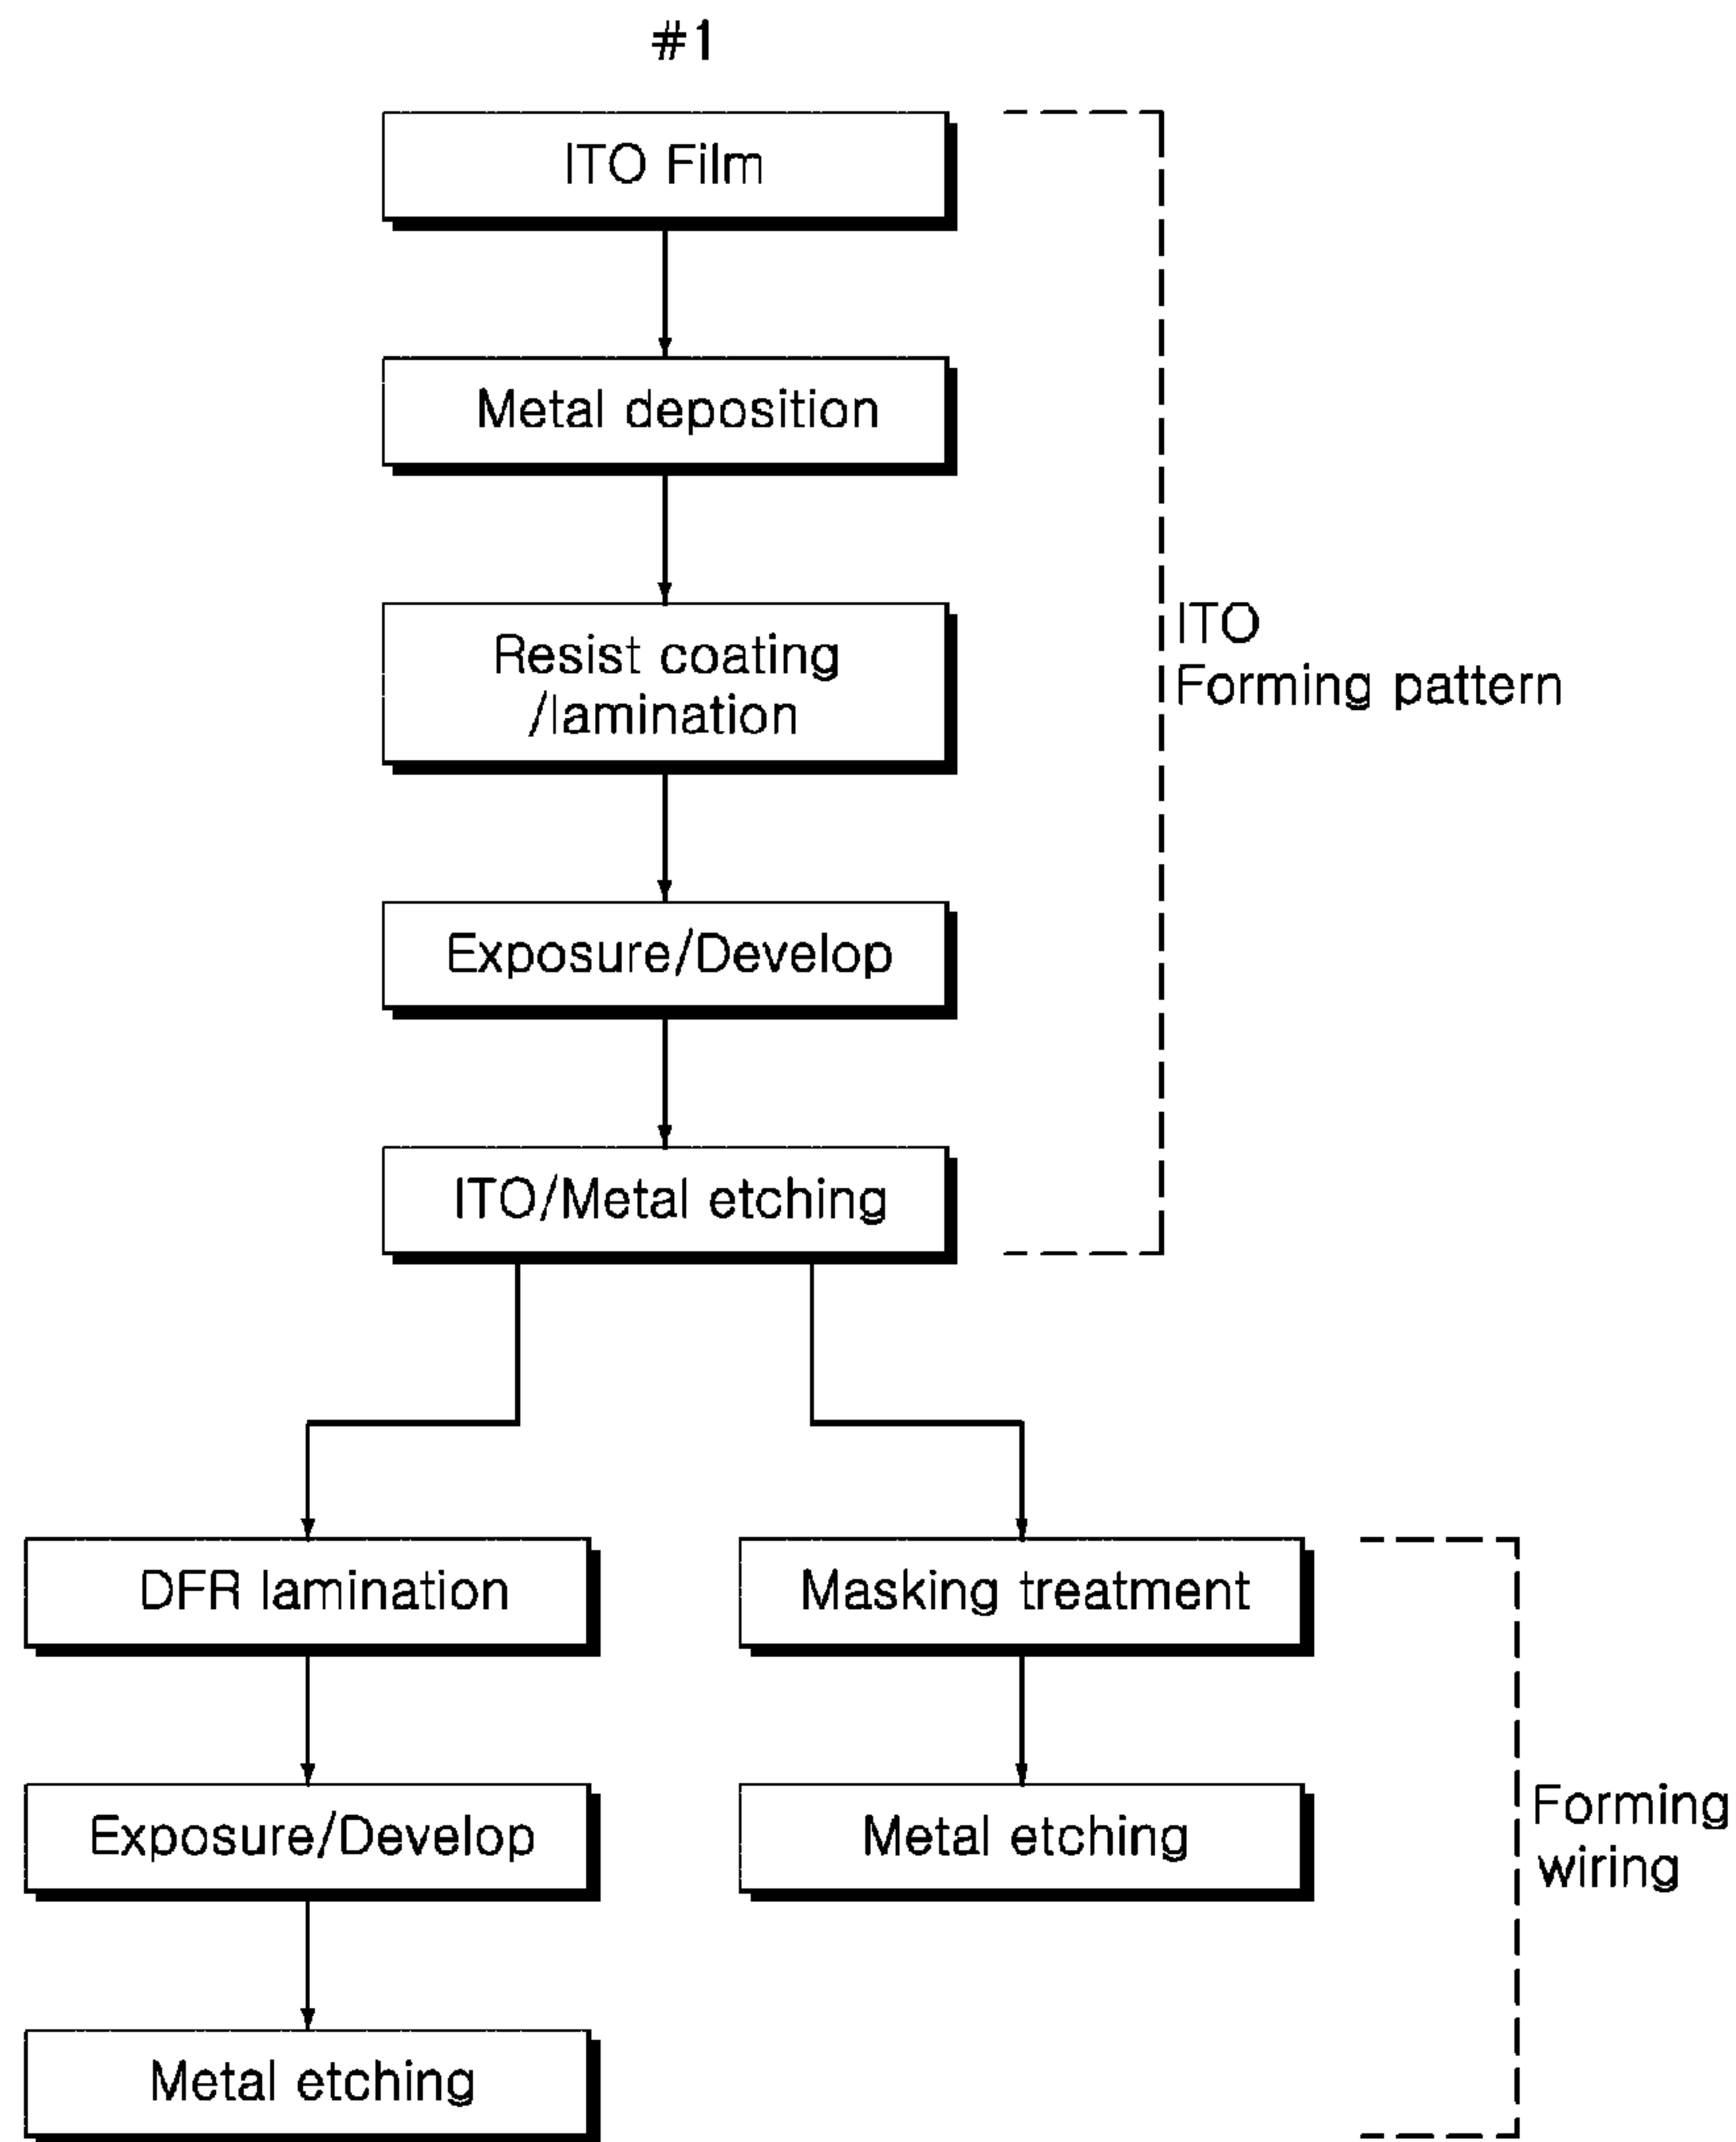 #1
ITO Film
Metal deposition
Resist coating
/lamination
ITO
Forming pattern
Exposure/Develop
ITO/Metal etching
DFR lamination
Masking treatment
Exposure/Develop
Metal etching
Forming
wiring
Metal etching